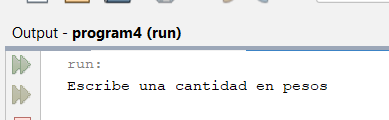 Output - program4 (run)
run:
Escribe una cantidad en pesos